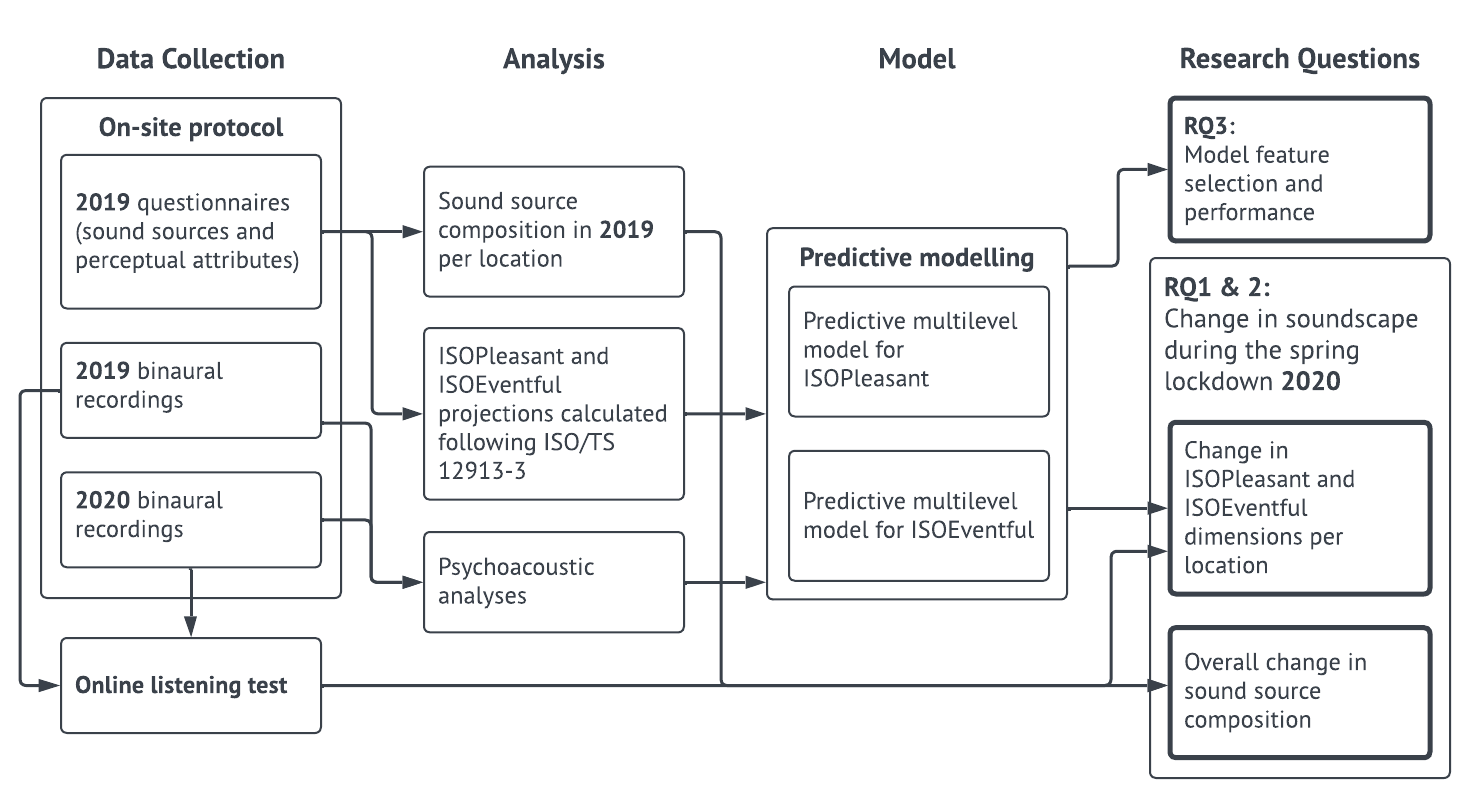 Data Collection
Analysis
Model
Research Questions
On-site protocol
2019 questionnaires
(sound sources and
perceptual attributes)
2019 binaural
recordings
2020 binaural
recordings
Online listening test
Sound source
composition in 2019
per location
ISOPleasant and
ISOEventful
projections calculated
following ISO/TS
12913-3
Psychoacoustic
analyses
Predictive modelling
Predictive multilevel
model for
ISOPleasant
Predictive multilevel
model for ISOEventful
RQ3:
Model feature
selection and
performance
RQ1 & 2:
Change in soundscape
during the spring
lockdown 2020
Change in
ISOPleasant and
ISOEventful
dimensions per
location
Overall change in
sound source
composition